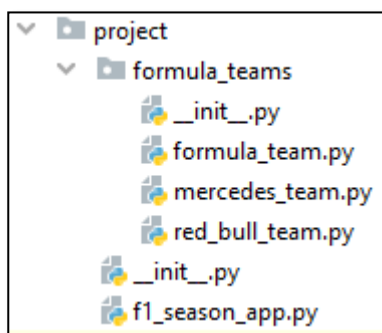 project
formula_teams
__init__.py
formula_team.py
mercedes_team.py
red_bull_team.py
__init__.py
f1_season_app.py